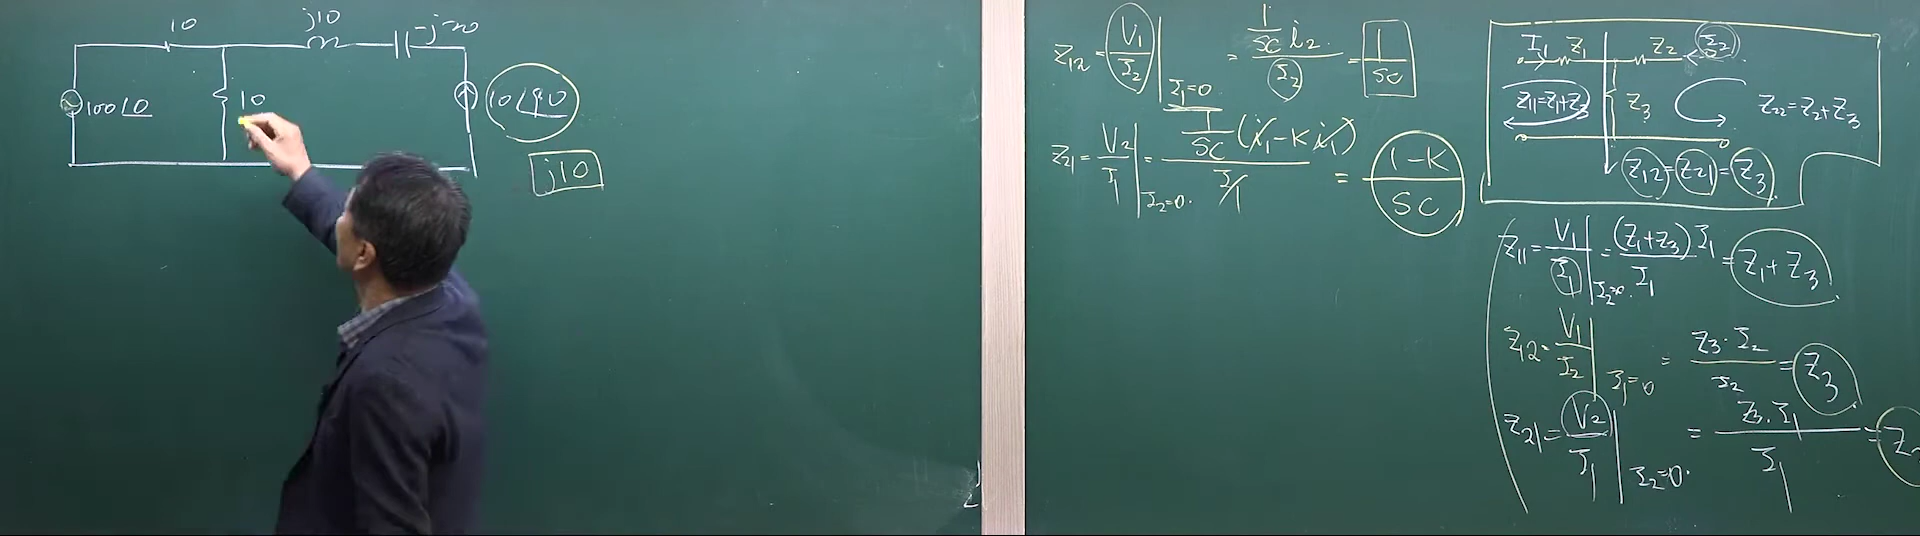 10
j10
-j20
100∠0
10
10∠90
j10
Z12 = V1/I2 | I1=0 = (1/SC i2)/I2 = 1/SC
Z21 = V2/I1 | I2=0. = 1/SC (i1-Ki1)/I1 = 1-K/SC
I1 Z1 Z2 I2
Z11=Z1+Z3 Z3 Z22=Z2+Z3
Z12=Z21=Z3
Z11 = V1/I1 | I2=0. = (Z1+Z3)I1/I1 = Z1+Z3
Z12= V1/I2 | I1=0 = Z3·I2/I2 = Z3
Z21= V2/I1 | I2=0. = Z3·I1/I1 =